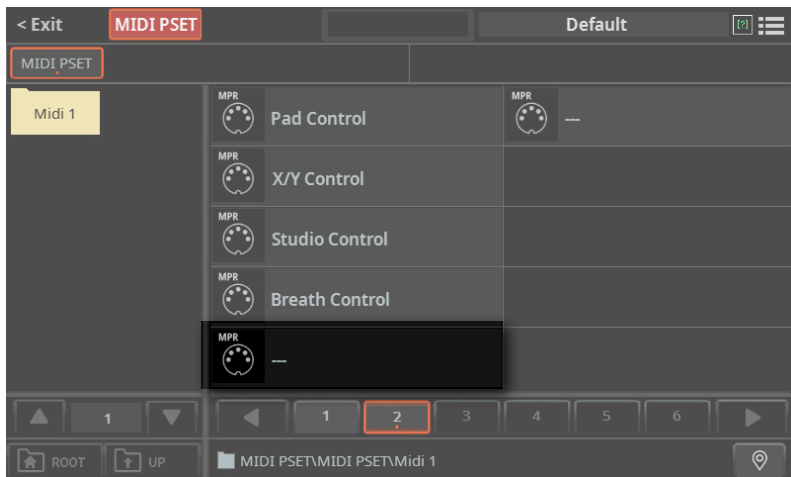 < Exit MIDI PSET Default [?]
MIDI PSET
Midi 1
MPR Pad Control MPR ---
MPR X/Y Control
MPR Studio Control
MPR Breath Control
MPR ---
1 1 2 3 4 5 6
ROOT UP MIDI PSET\MIDI PSET\Midi 1